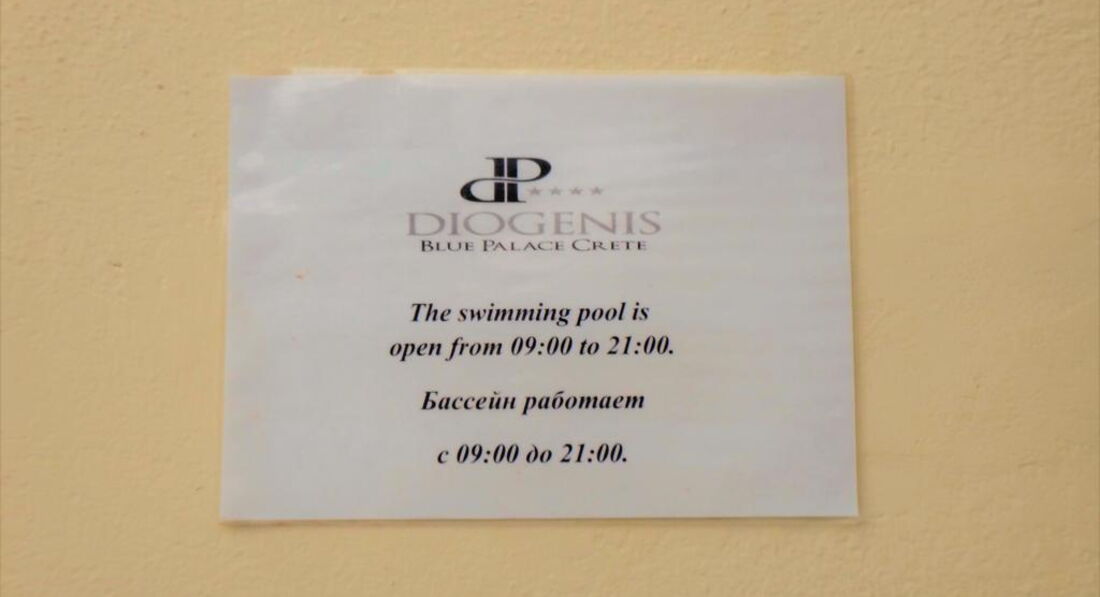 DIOGENIS
BLUE PALACE CRETE
The swimming pool is
open from 09:00 to 21:00.
Бассейн работает
с 09:00 до 21:00.